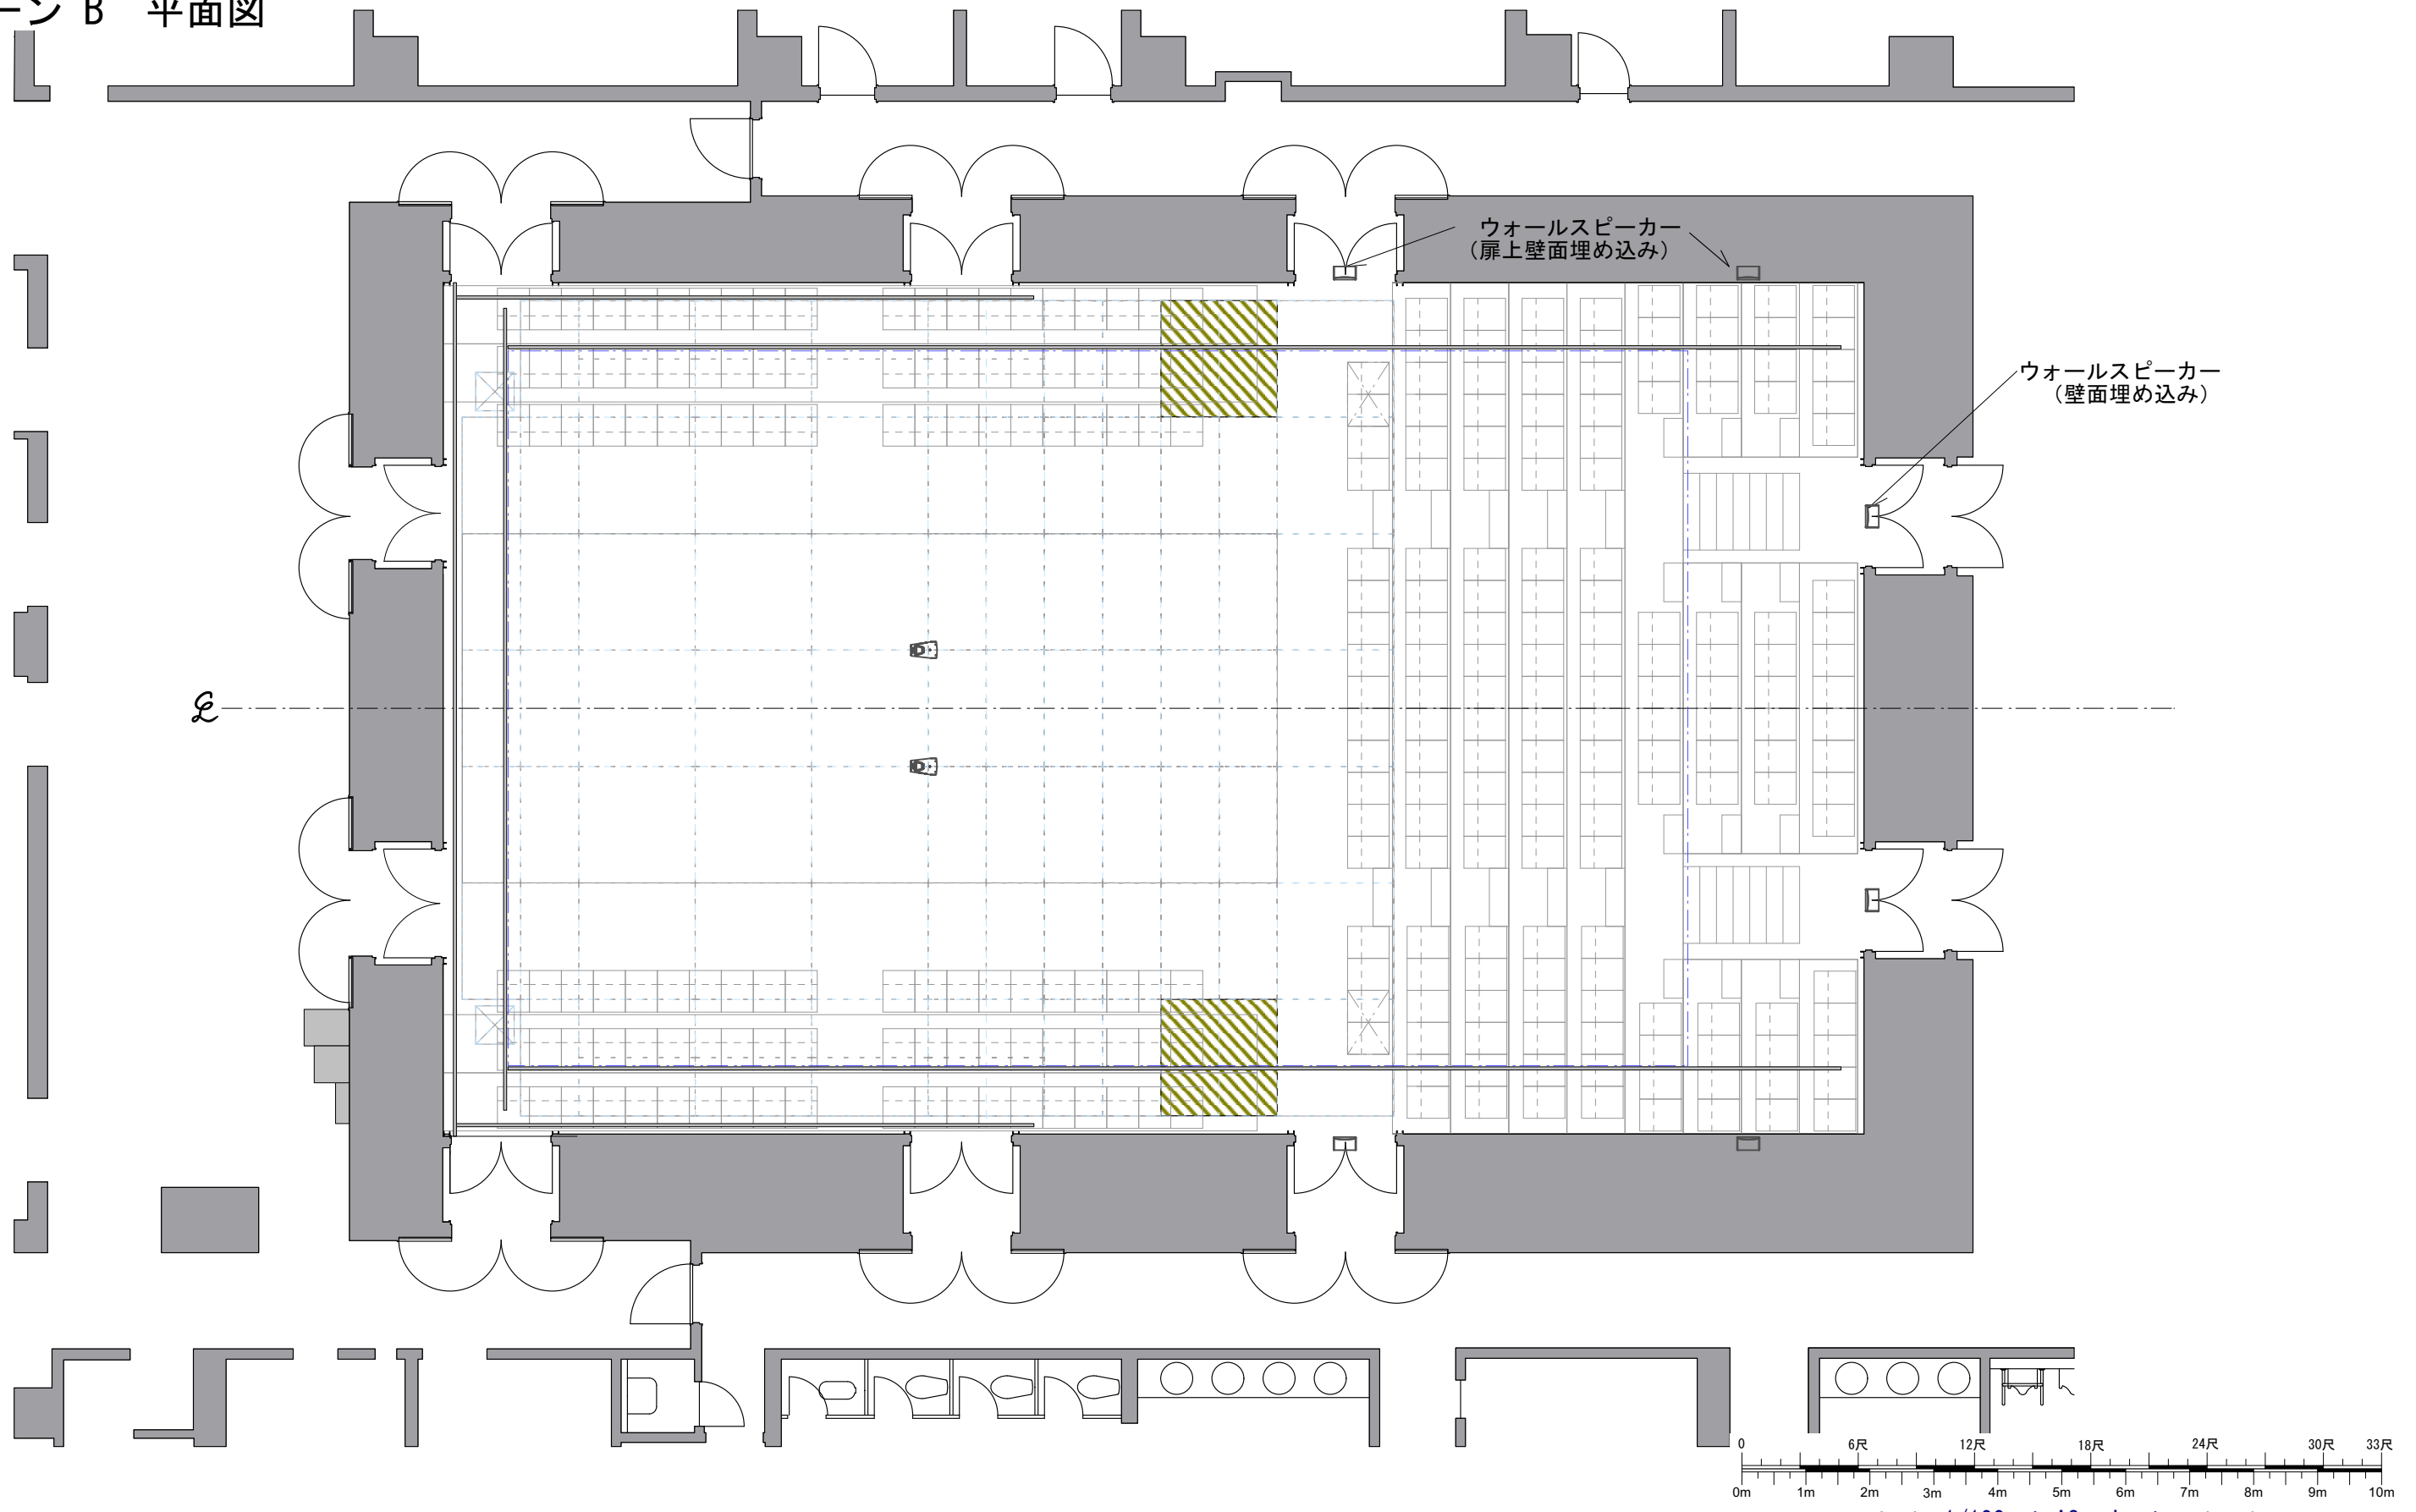 ーン B 平面図
ウォールスピーカー
（扉上壁面埋め込み）
ウォールスピーカー
（壁面埋め込み）
0 6尺 12尺 18尺 24尺 30尺 33尺
0m 1m 2m 3m 4m 5m 6m 7m 8m 9m 10m